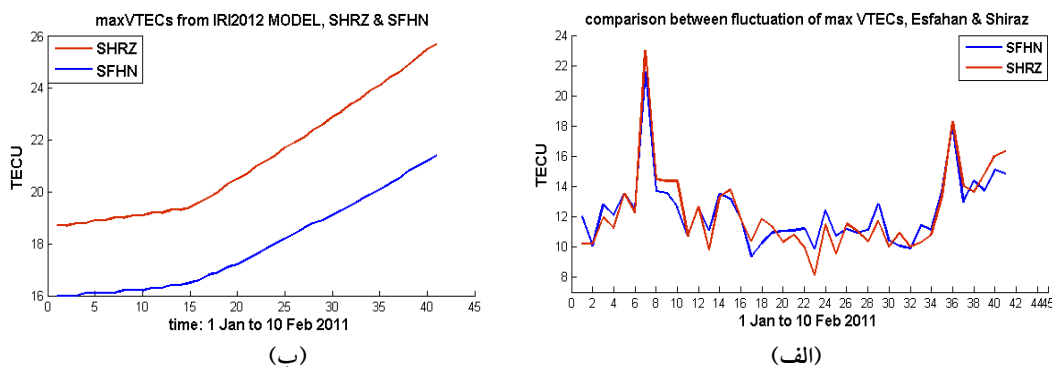 maxVTECs from IRI2012 MODEL, SHRZ & SFHN
26
24
22
20
18
16
TECU
SHRZ
SFHN
0 5 10 15 20 25 30 35 40 45
time: 1 Jan to 10 Feb 2011
(ب)
comparison between fluctuation of max VTECs, Esfahan & Shiraz
24
22
20
18
16
14
12
10
8
TECU
SFHN
SHRZ
0 2 4 6 8 10 12 14 16 18 20 22 24 26 28 30 32 34 36 38 40 42 4445
1 Jan to 10 Feb 2011
(الف)